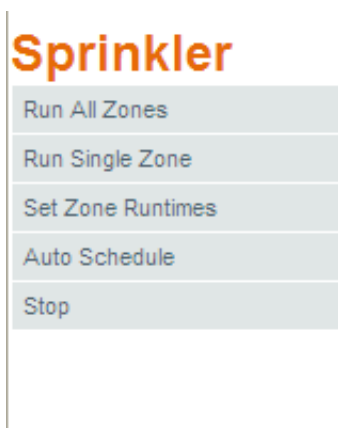 Sprinkler
Run All Zones
Run Single Zone
Set Zone Runtimes
Auto Schedule
Stop